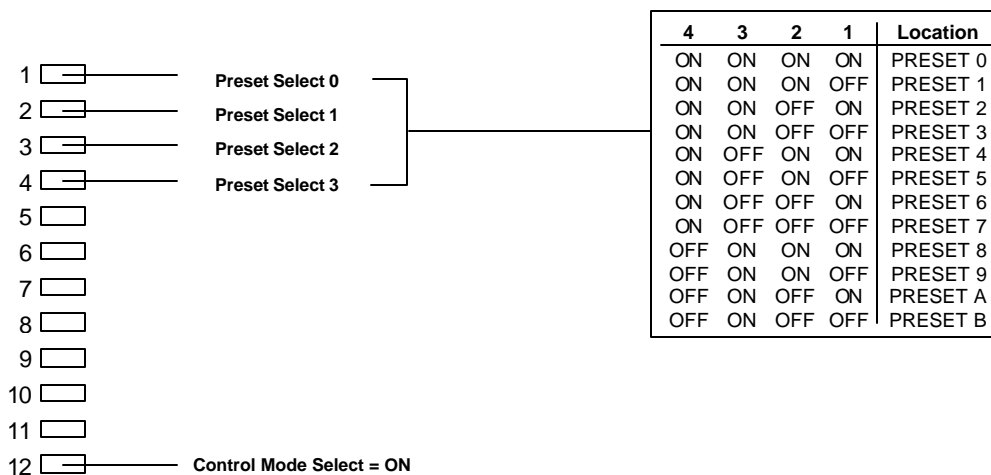 1 Preset Select 0
2 Preset Select 1
3 Preset Select 2
4 Preset Select 3
5
6
7
8
9
10
11
12 Control Mode Select = ON
4 3 2 1 Location
ON ON ON ON PRESET 0
ON ON ON OFF PRESET 1
ON ON OFF ON PRESET 2
ON ON OFF OFF PRESET 3
ON OFF ON ON PRESET 4
ON OFF ON OFF PRESET 5
ON OFF OFF ON PRESET 6
ON OFF OFF OFF PRESET 7
OFF ON ON ON PRESET 8
OFF ON ON OFF PRESET 9
OFF ON OFF ON PRESET A
OFF ON OFF OFF PRESET B